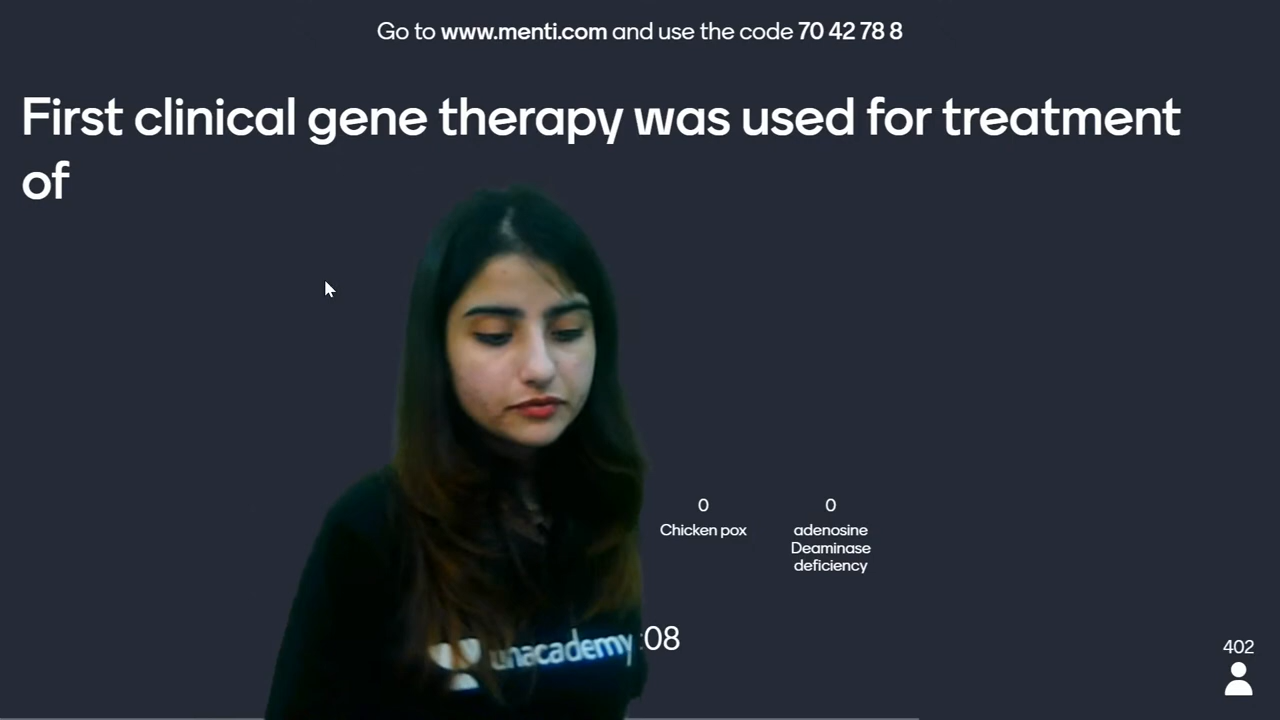 Go to www.menti.com and use the code 70 42 78 8
First clinical gene therapy was used for treatment
of
0
0
Chicken pox
adenosine
Deaminase
deficiency
unacademy
:08
402